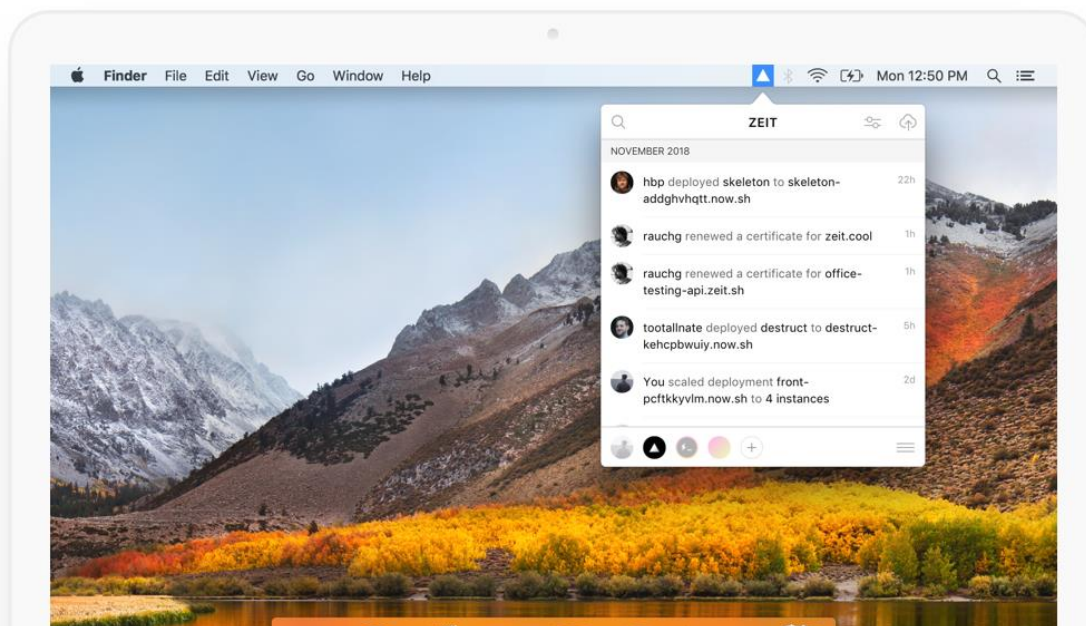 Finder File Edit View Go Window Help Mon 12:50 PM
ZEIT
NOVEMBER 2018
hbp deployed skeleton to skeleton- 22h
addghvhqtt.now.sh
rauchg renewed a certificate for zeit.cool 1h
rauchg renewed a certificate for office- 1h
testing-api.zeit.sh
tootallnate deployed destruct to destruct- 5h
kehcpbwuiy.now.sh
You scaled deployment front- 2d
pcftkkyvlm.now.sh to 4 instances